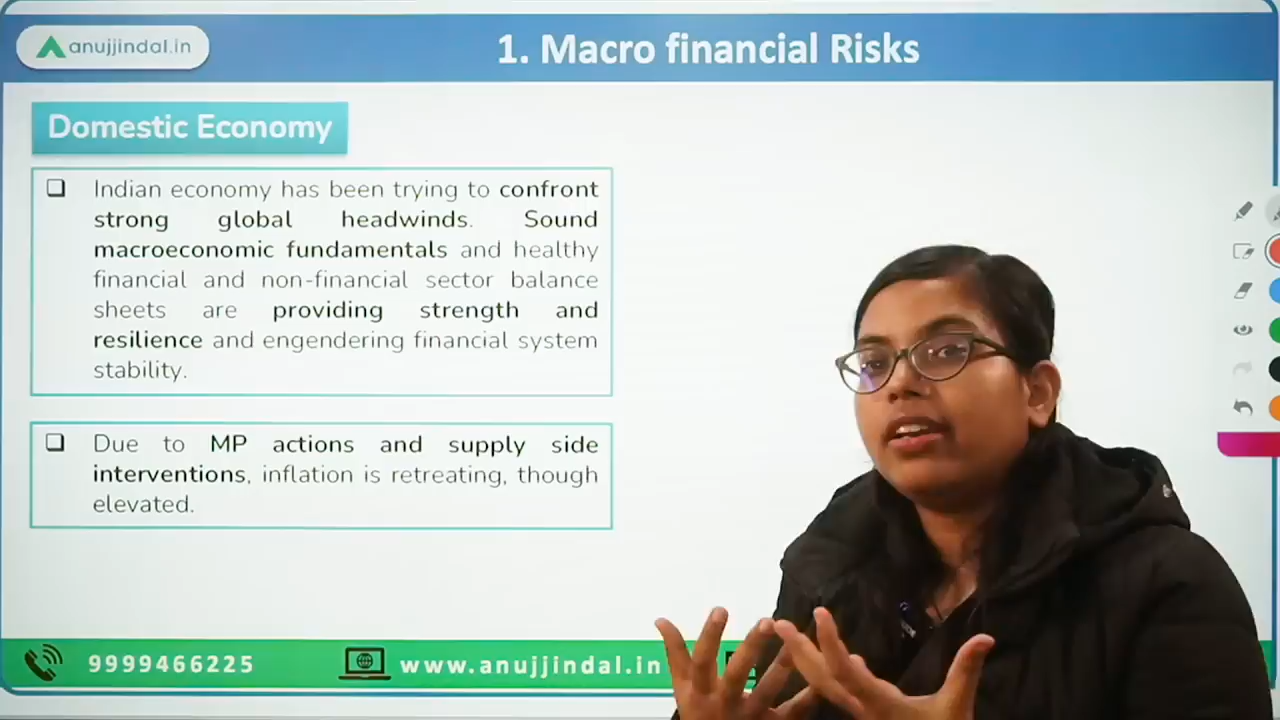 anujjindal.in
1. Macro financial Risks
Domestic Economy
Indian economy has been trying to confront
strong global headwinds. Sound
macroeconomic fundamentals and healthy
financial and non-financial sector balance
sheets are providing strength and
resilience and engendering financial system
stability.
Due to MP actions and supply side
interventions, inflation is retreating, though
elevated.
9999466225
www.anujjindal.in